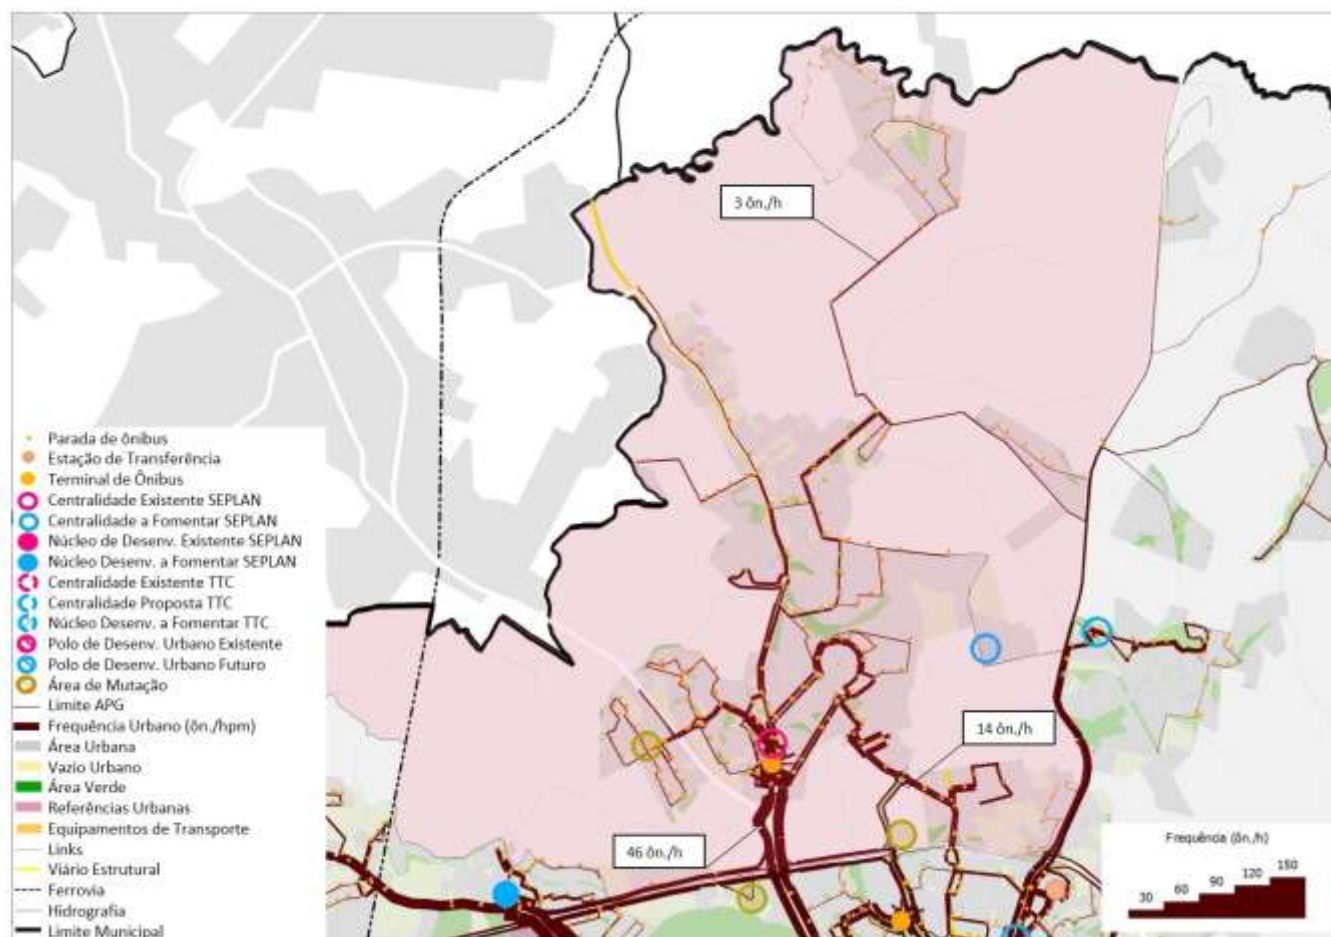 3 ôn./h
Parada de ônibus
Estação de Transferência
Terminal de Ônibus
Centralidade Existente SEPLAN
Centralidade a Fomentar SEPLAN
Núcleo de Desenv. Existente SEPLAN
Núcleo Desenv. a Fomentar SEPLAN
Centralidade Existente TTC
Centralidade Proposta TTC
Núcleo Desenv. a Fomentar TTC
Polo de Desenv. Urbano Existente
Polo de Desenv. Urbano Futuro
Área de Mutação
Limite APG
Frequência Urbano (ôn./hpm)
Área Urbana
Vazio Urbano
Área Verde
Referências Urbanas
Equipamentos de Transporte
Links
Viário Estrutural
Ferrovia
Hidrografia
Limite Municipal
14 ôn./h
46 ôn./h
Frequência (ôn./h)
30 60 90 120 150